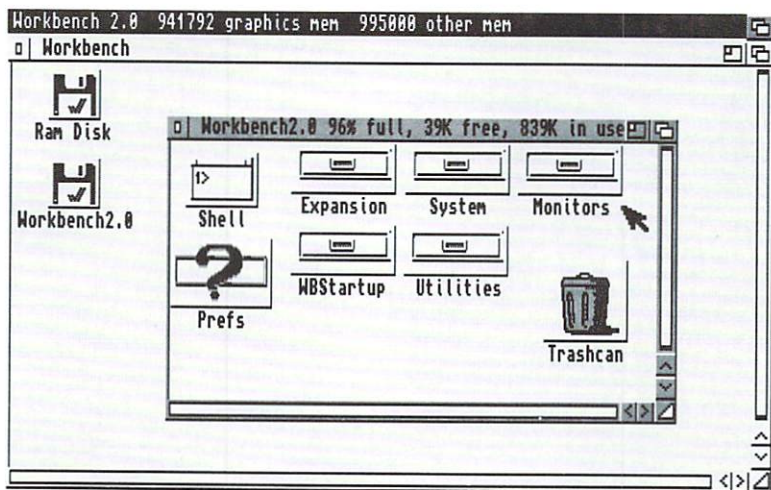 Workbench 2.0  941792 graphics mem  995000 other mem
Workbench
Ram Disk
Workbench2.0
Workbench2.0 96% full, 39K free, 839K in use
1>
Shell
Expansion
System
Monitors
Prefs
WBStartup
Utilities
Trashcan